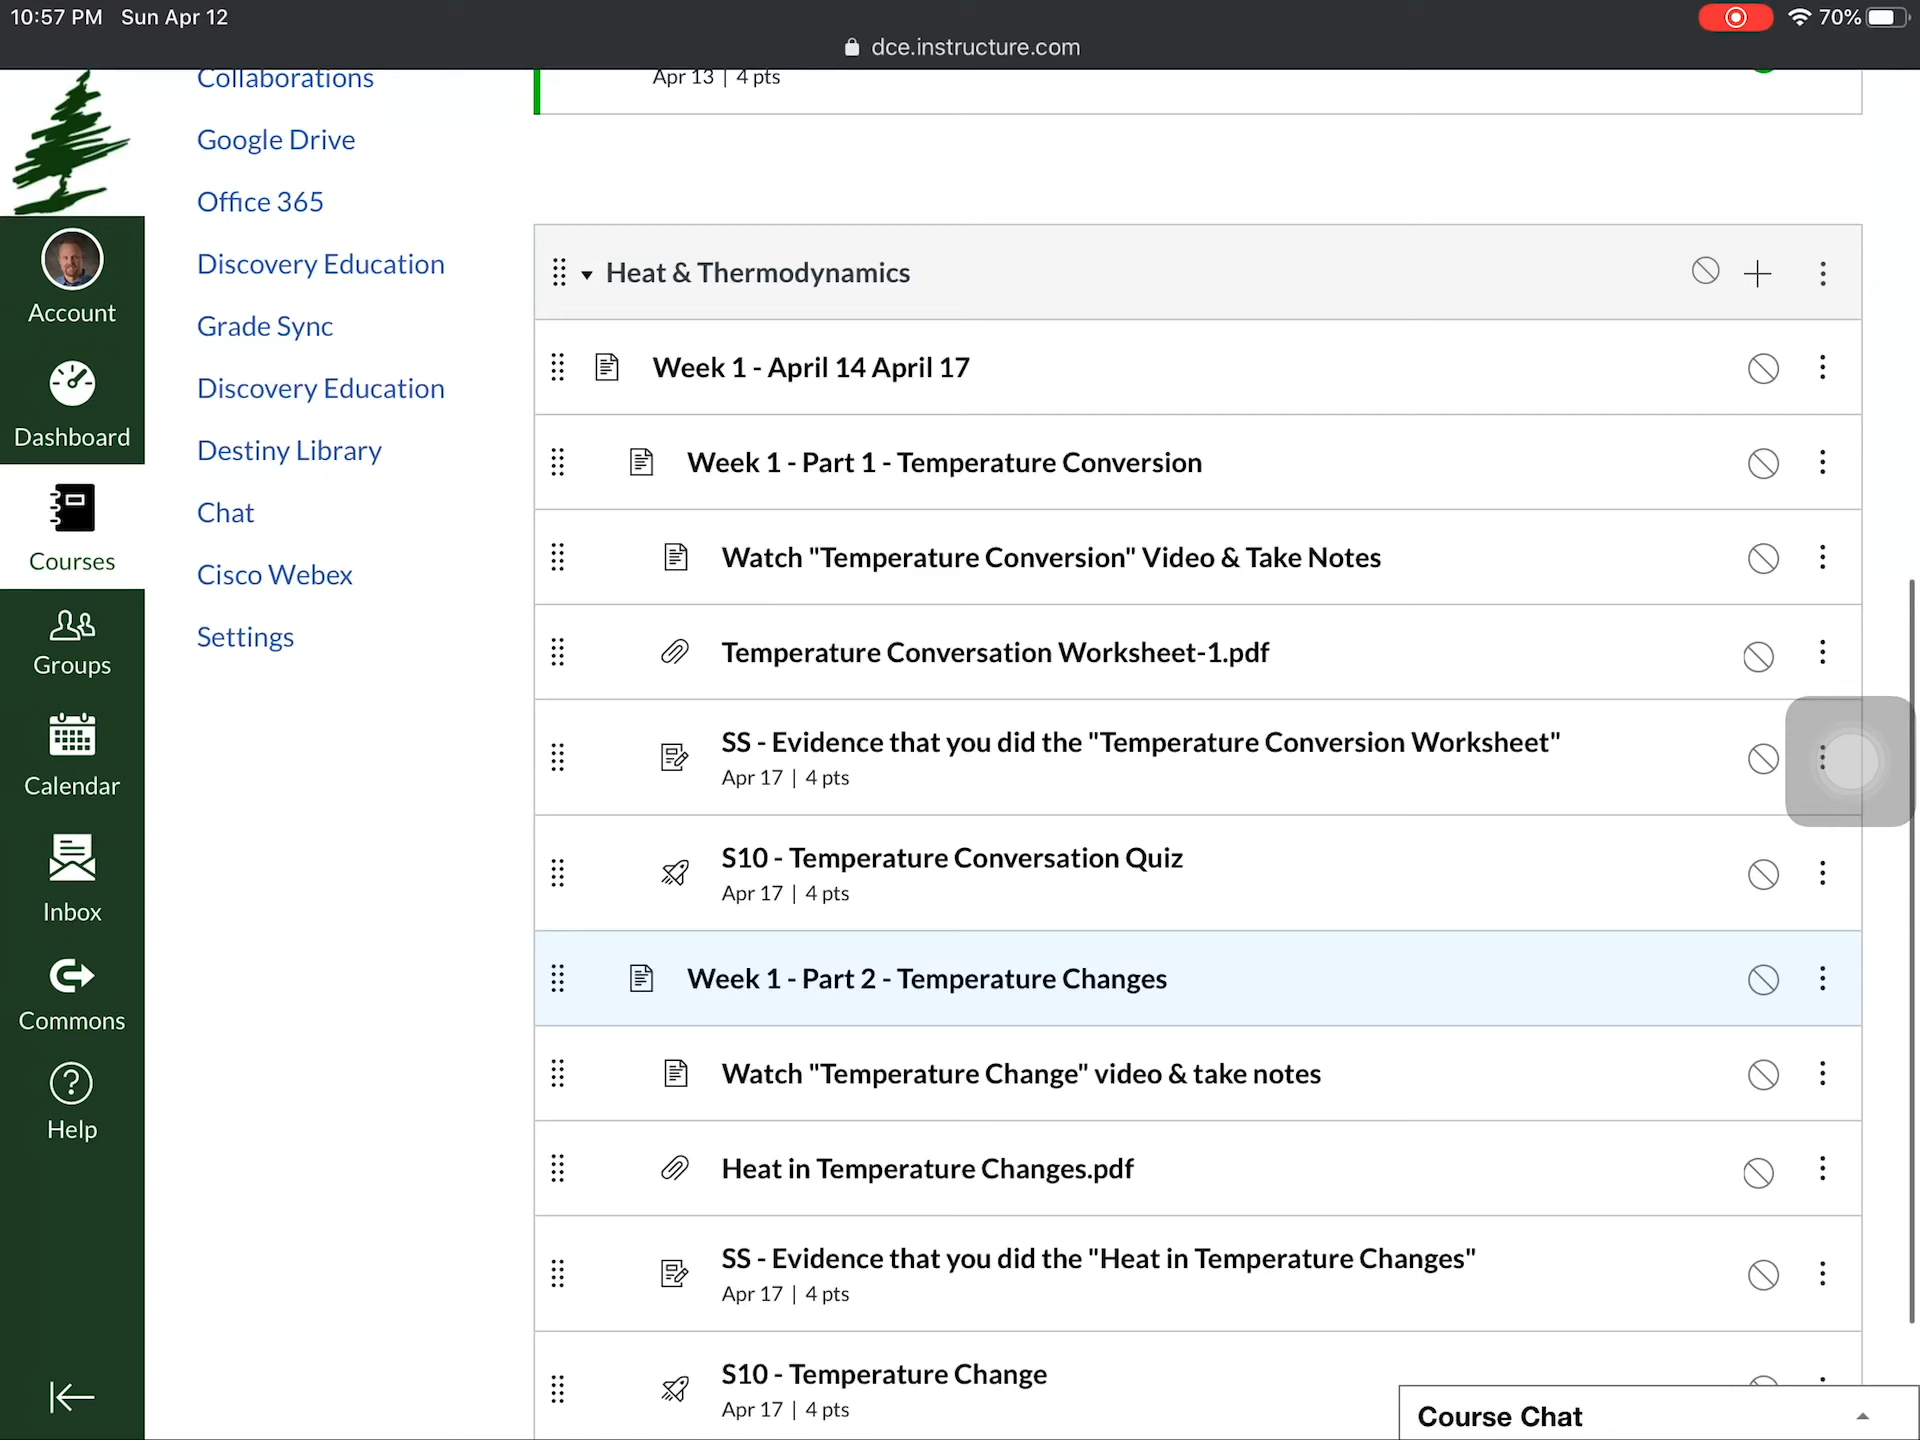 10:57 PM Sun Apr 12
70%
dce.instructure.com
Account
Dashboard
Courses
Groups
Calendar
Inbox
Commons
Help
Collaborations
Google Drive
Office 365
Discovery Education
Grade Sync
Discovery Education
Destiny Library
Chat
Cisco Webex
Settings
Apr 13 | 4 pts
Heat & Thermodynamics
Week 1 - April 14 April 17
Week 1 - Part 1 - Temperature Conversion
Watch "Temperature Conversion" Video & Take Notes
Temperature Conversation Worksheet-1.pdf
SS - Evidence that you did the "Temperature Conversion Worksheet"
Apr 17 | 4 pts
S10 - Temperature Conversation Quiz
Apr 17 | 4 pts
Week 1 - Part 2 - Temperature Changes
Watch "Temperature Change" video & take notes
Heat in Temperature Changes.pdf
SS - Evidence that you did the "Heat in Temperature Changes"
Apr 17 | 4 pts
S10 - Temperature Change
Apr 17 | 4 pts
Course Chat